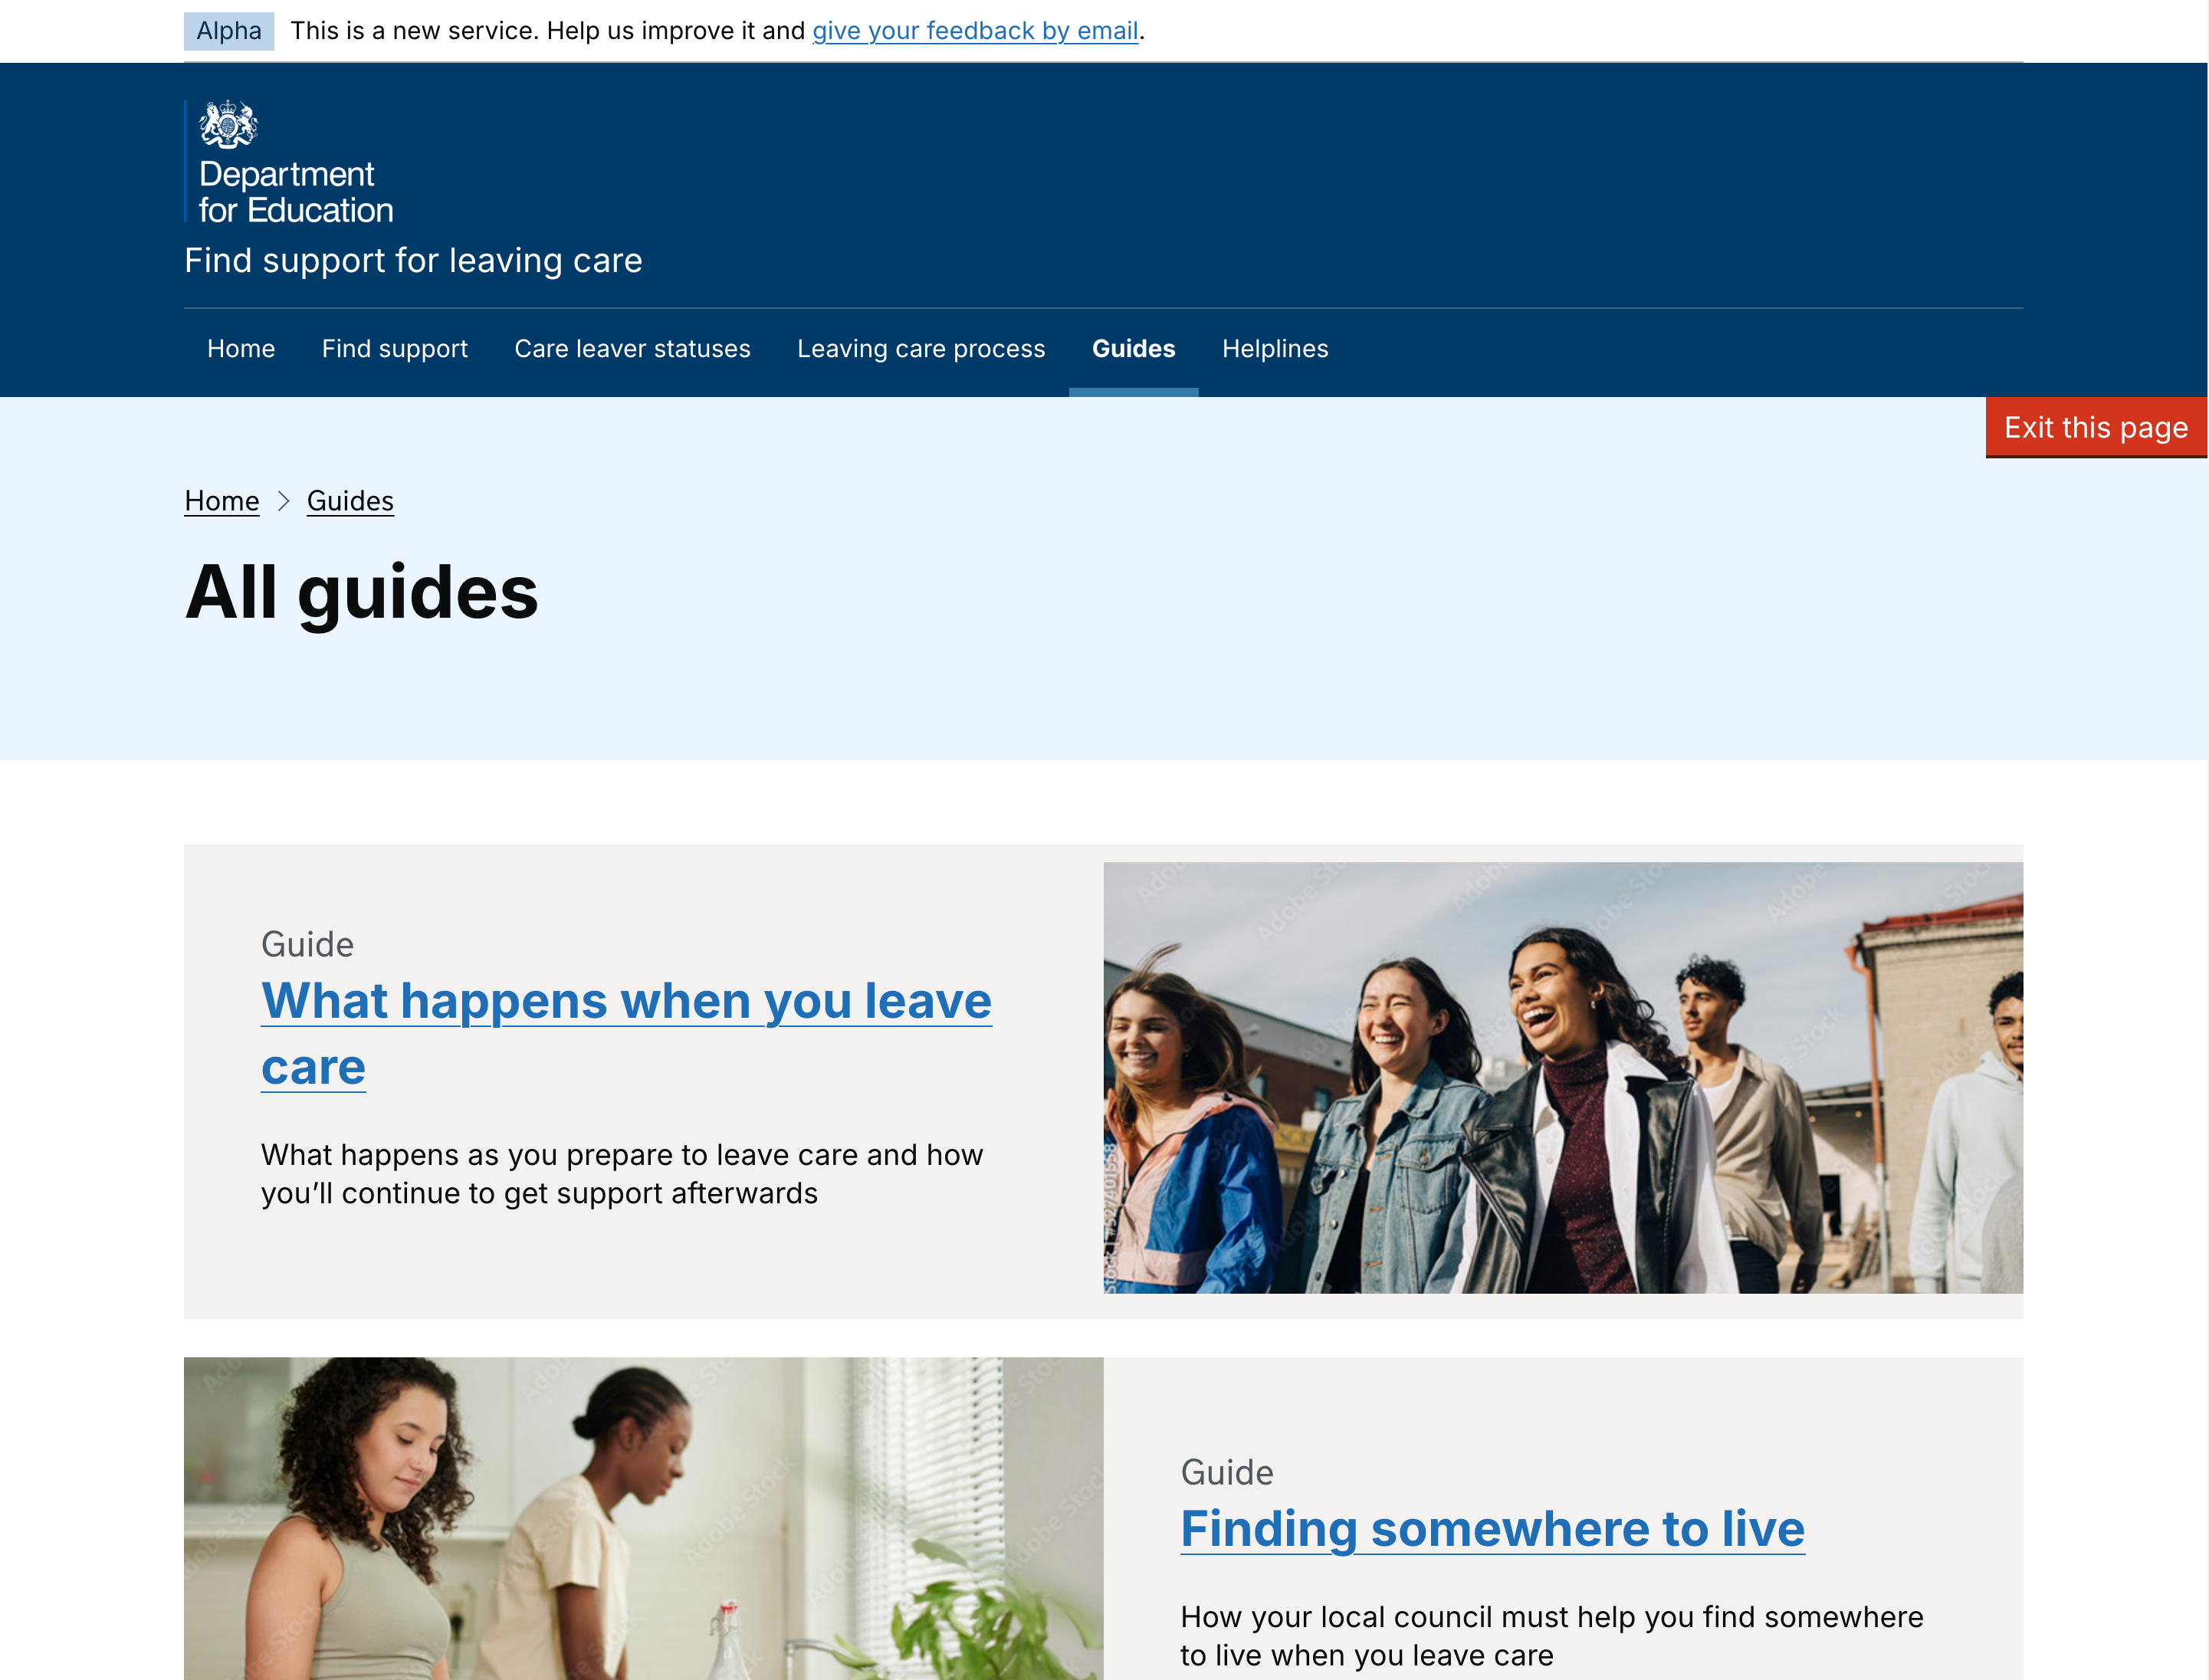 Alpha This is a new service. Help us improve it and give your feedback by email.
Department
for Education
Find support for leaving care
Home Find support Care leaver statuses Leaving care process Guides Helplines
Exit this page
Home > Guides
All guides
Guide
What happens when you leave
care
What happens as you prepare to leave care and how
you’ll continue to get support afterwards
Adobe Stock
Guide
Finding somewhere to live
How your local council must help you find somewhere
to live when you leave care